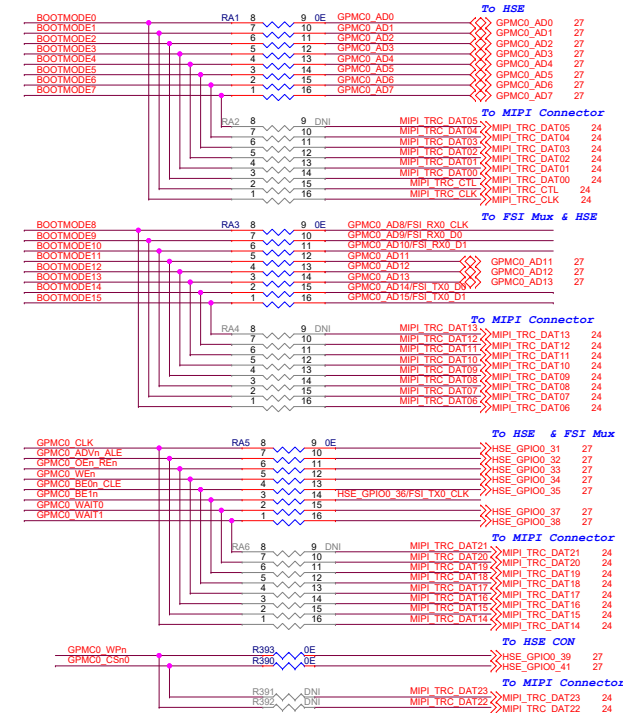 To HSE
BOOTMODE0 RA1 8 9 0E GPMC0_AD0 GPMC0_AD0 27
BOOTMODE1 7 10 GPMC0_AD1 GPMC0_AD1 27
BOOTMODE2 6 11 GPMC0_AD2 GPMC0_AD2 27
BOOTMODE3 5 12 GPMC0_AD3 GPMC0_AD3 27
BOOTMODE4 4 13 GPMC0_AD4 GPMC0_AD4 27
BOOTMODE5 3 14 GPMC0_AD5 GPMC0_AD5 27
BOOTMODE6 2 15 GPMC0_AD6 GPMC0_AD6 27
BOOTMODE7 1 16 GPMC0_AD7 GPMC0_AD7 27
To MIPI Connector
RA2 8 9 DNI MIPI_TRC_DAT05 MIPI_TRC_DAT05 24
7 10 MIPI_TRC_DAT04 MIPI_TRC_DAT04 24
6 11 MIPI_TRC_DAT03 MIPI_TRC_DAT03 24
5 12 MIPI_TRC_DAT02 MIPI_TRC_DAT02 24
4 13 MIPI_TRC_DAT01 MIPI_TRC_DAT01 24
3 14 MIPI_TRC_DAT00 MIPI_TRC_DAT00 24
2 15 MIPI_TRC_CTL MIPI_TRC_CTL 24
1 16 MIPI_TRC_CLK MIPI_TRC_CLK 24
To FSI Mux & HSE
BOOTMODE8 RA3 8 9 0E GPMC0_AD8/FSI_RX0_CLK
BOOTMODE9 7 10 GPMC0_AD9/FSI_RX0_D0
BOOTMODE10 6 11 GPMC0_AD10/FSI_RX0_D1
BOOTMODE11 5 12 GPMC0_AD11 GPMC0_AD11 27
BOOTMODE12 4 13 GPMC0_AD12 GPMC0_AD12 27
BOOTMODE13 3 14 GPMC0_AD13 GPMC0_AD13 27
BOOTMODE14 2 15 GPMC0_AD14/FSI_TX0_D0
BOOTMODE15 1 16 GPMC0_AD15/FSI_TX0_D1
To MIPI Connector
RA4 8 9 DNI MIPI_TRC_DAT13 MIPI_TRC_DAT13 24
7 10 MIPI_TRC_DAT12 MIPI_TRC_DAT12 24
6 11 MIPI_TRC_DAT11 MIPI_TRC_DAT11 24
5 12 MIPI_TRC_DAT10 MIPI_TRC_DAT10 24
4 13 MIPI_TRC_DAT09 MIPI_TRC_DAT09 24
3 14 MIPI_TRC_DAT08 MIPI_TRC_DAT08 24
2 15 MIPI_TRC_DAT07 MIPI_TRC_DAT07 24
1 16 MIPI_TRC_DAT06 MIPI_TRC_DAT06 24
To HSE & FSI Mux
GPMC0_CLK RA5 8 9 0E HSE_GPIO0_31 27
GPMC0_ADVn_ALE 7 10 HSE_GPIO0_32 27
GPMC0_OEn_REn 6 11 HSE_GPIO0_33 27
GPMC0_WEn 5 12 HSE_GPIO0_34 27
GPMC0_BE0n_CLE 4 13 HSE_GPIO0_35 27
GPMC0_BE1n 3 14 HSE_GPIO0_36/FSI_TX0_CLK
GPMC0_WAIT0 2 15 HSE_GPIO0_37 27
GPMC0_WAIT1 1 16 HSE_GPIO0_38 27
To MIPI Connector
RA6 8 9 DNI MIPI_TRC_DAT21 MIPI_TRC_DAT21 24
7 10 MIPI_TRC_DAT20 MIPI_TRC_DAT20 24
6 11 MIPI_TRC_DAT19 MIPI_TRC_DAT19 24
5 12 MIPI_TRC_DAT18 MIPI_TRC_DAT18 24
4 13 MIPI_TRC_DAT17 MIPI_TRC_DAT17 24
3 14 MIPI_TRC_DAT16 MIPI_TRC_DAT16 24
2 15 MIPI_TRC_DAT15 MIPI_TRC_DAT15 24
1 16 MIPI_TRC_DAT14 MIPI_TRC_DAT14 24
To HSE CON
GPMC0_WPn R393 0E HSE_GPIO0_39 27
GPMC0_CSn0 R390 0E HSE_GPIO0_41 27
To MIPI Connector
R391 DNI MIPI_TRC_DAT23 MIPI_TRC_DAT23 24
R392 DNI MIPI_TRC_DAT22 MIPI_TRC_DAT22 24